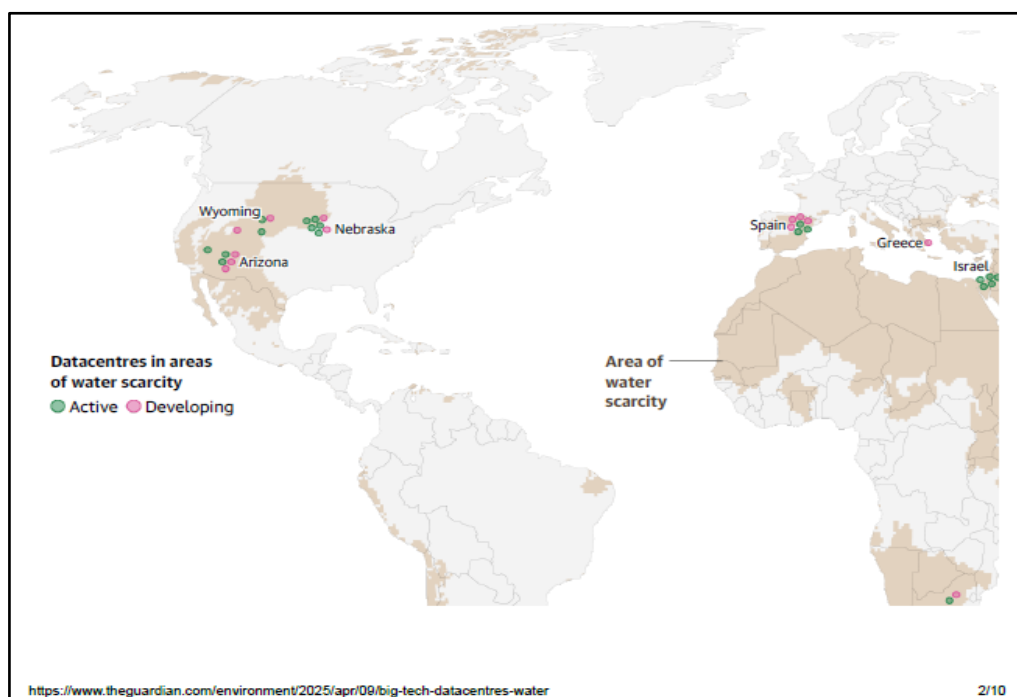 Wyoming
Nebraska
Arizona
Spain
Greece
Israel
Datacentres in areas
of water scarcity
Active
Developing
Area of
water
scarcity
https://www.theguardian.com/environment/2025/apr/09/big-tech-datacentres-water
2/10